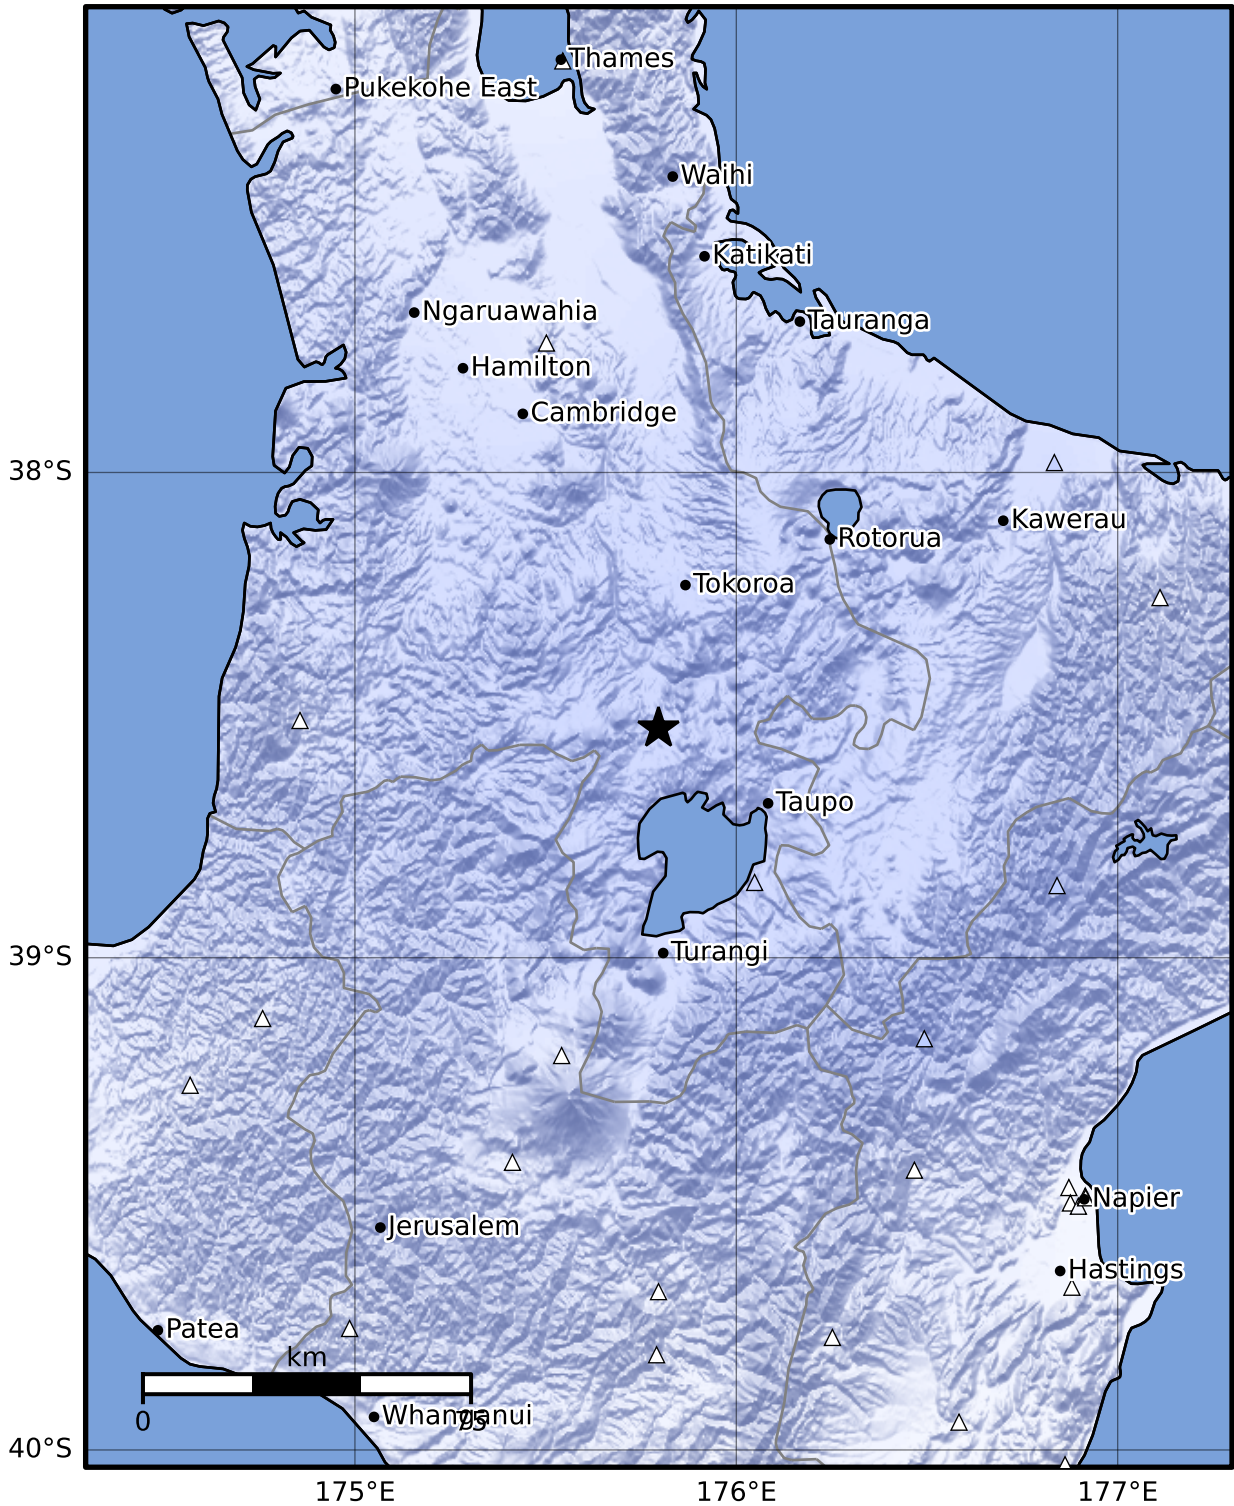 Thames
Pukekohe East
Waihi
Katikati
Ngaruawahia
Tauranga
Hamilton
Cambridge
38°S
Kawerau
Rotorua
Tokoroa
Taupo
Turangi
39°S
Napier
Jerusalem
Hastings
Patea
km
Whanganui
0 75
40°S
175°E 176°E 177°E